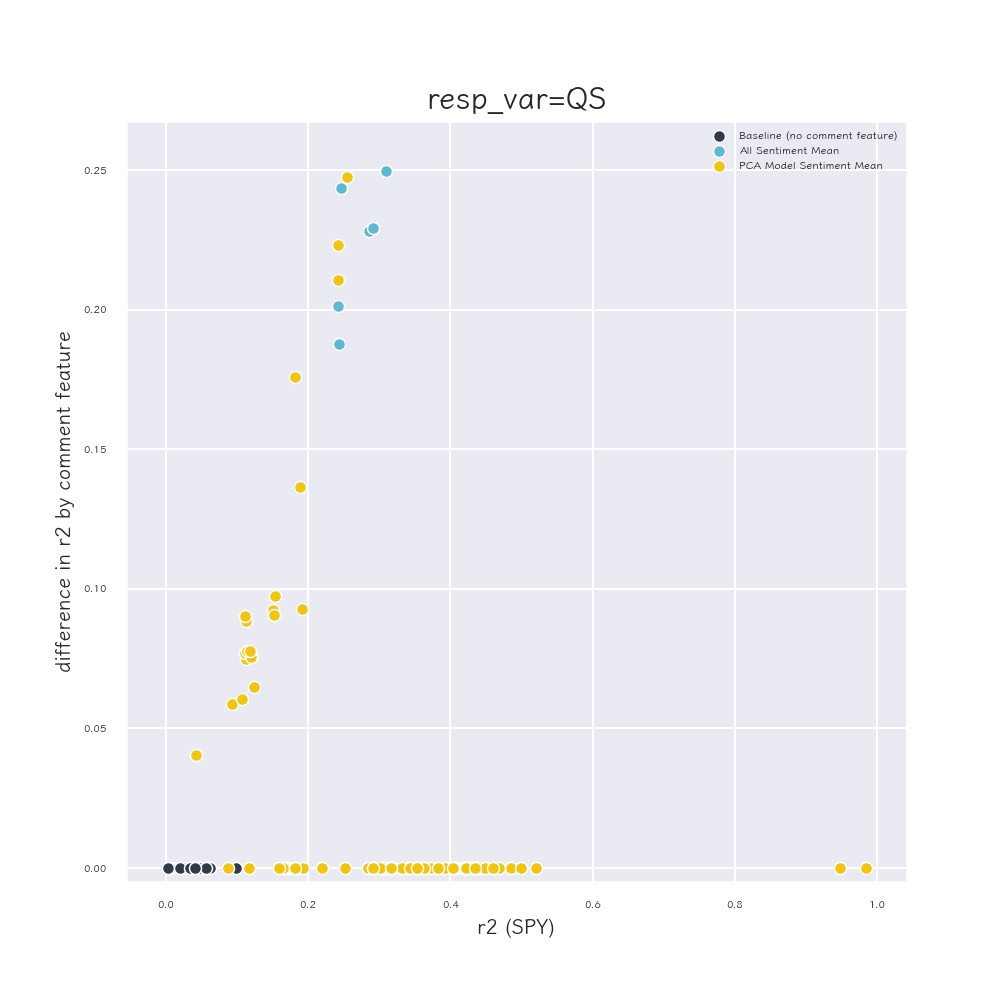 resp_var=QS
Baseline (no comment feature)
All Sentiment Mean
PCA Model Sentiment Mean
0.25
0.20
0.15
0.10
0.05
0.00
difference in r2 by comment feature
0.0 0.2 0.4 0.6 0.8 1.0
r2 (SPY)